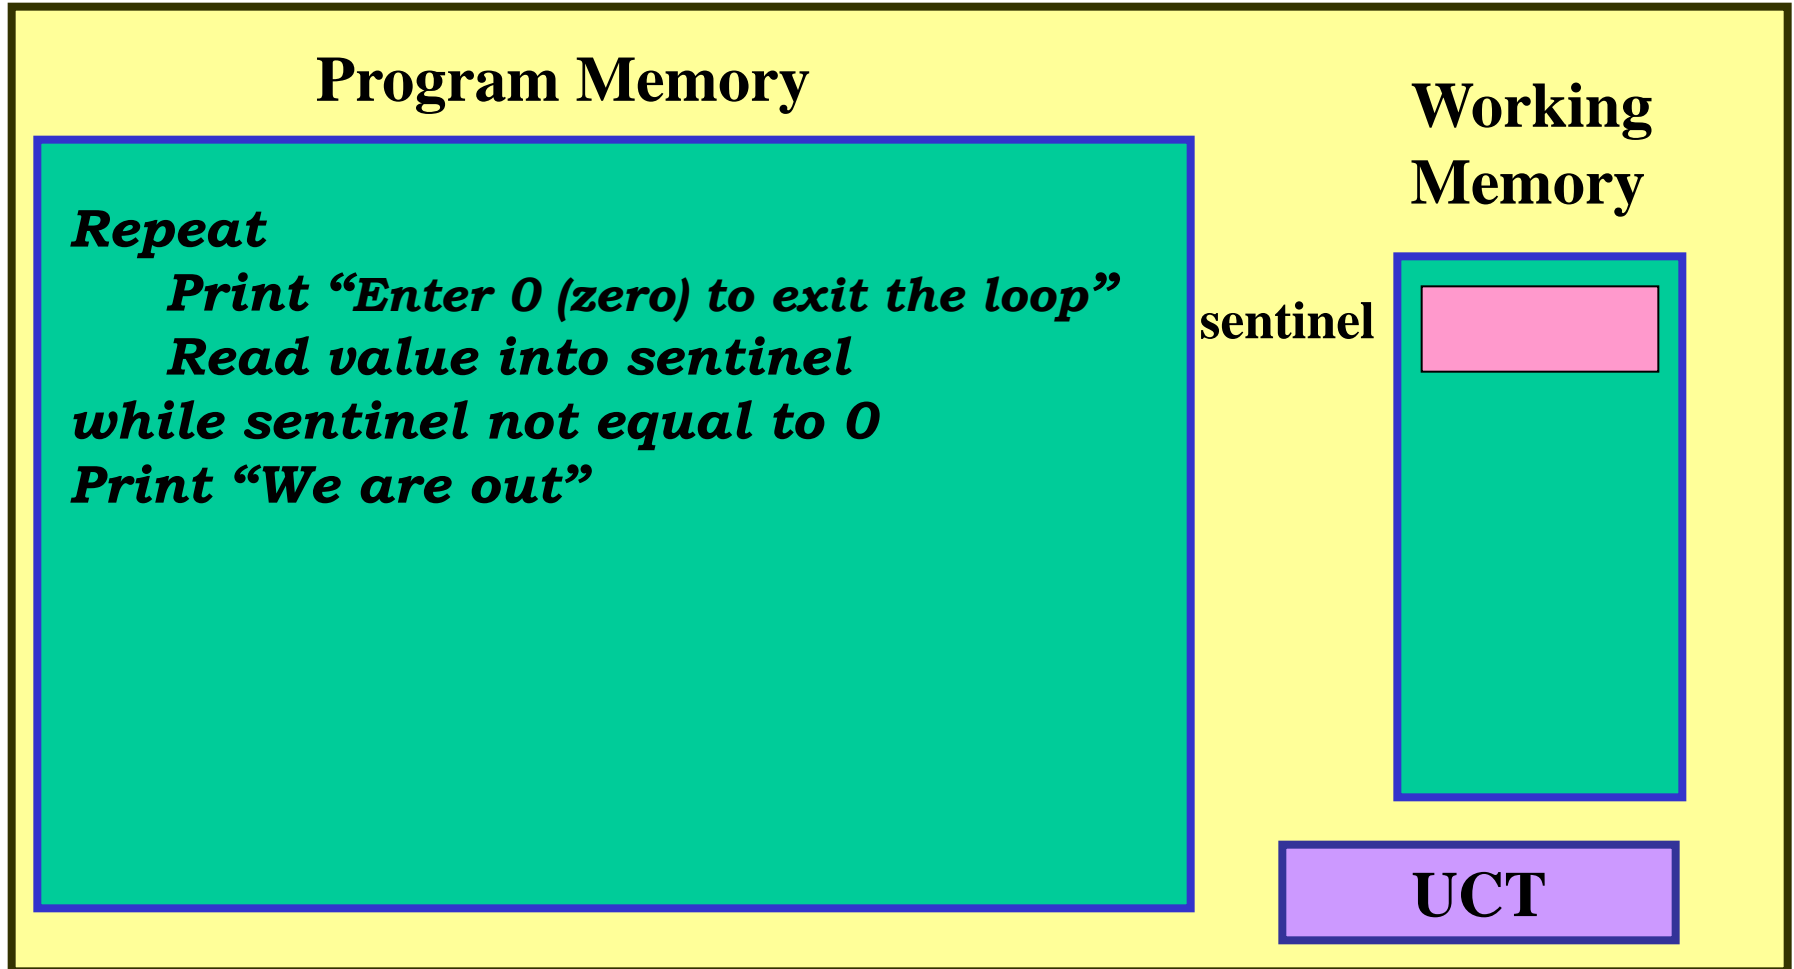 Program Memory
Working
Memory
Repeat
Print “Enter 0 (zero) to exit the loop”
Read value into sentinel
while sentinel not equal to 0
Print “We are out”
sentinel
UCT